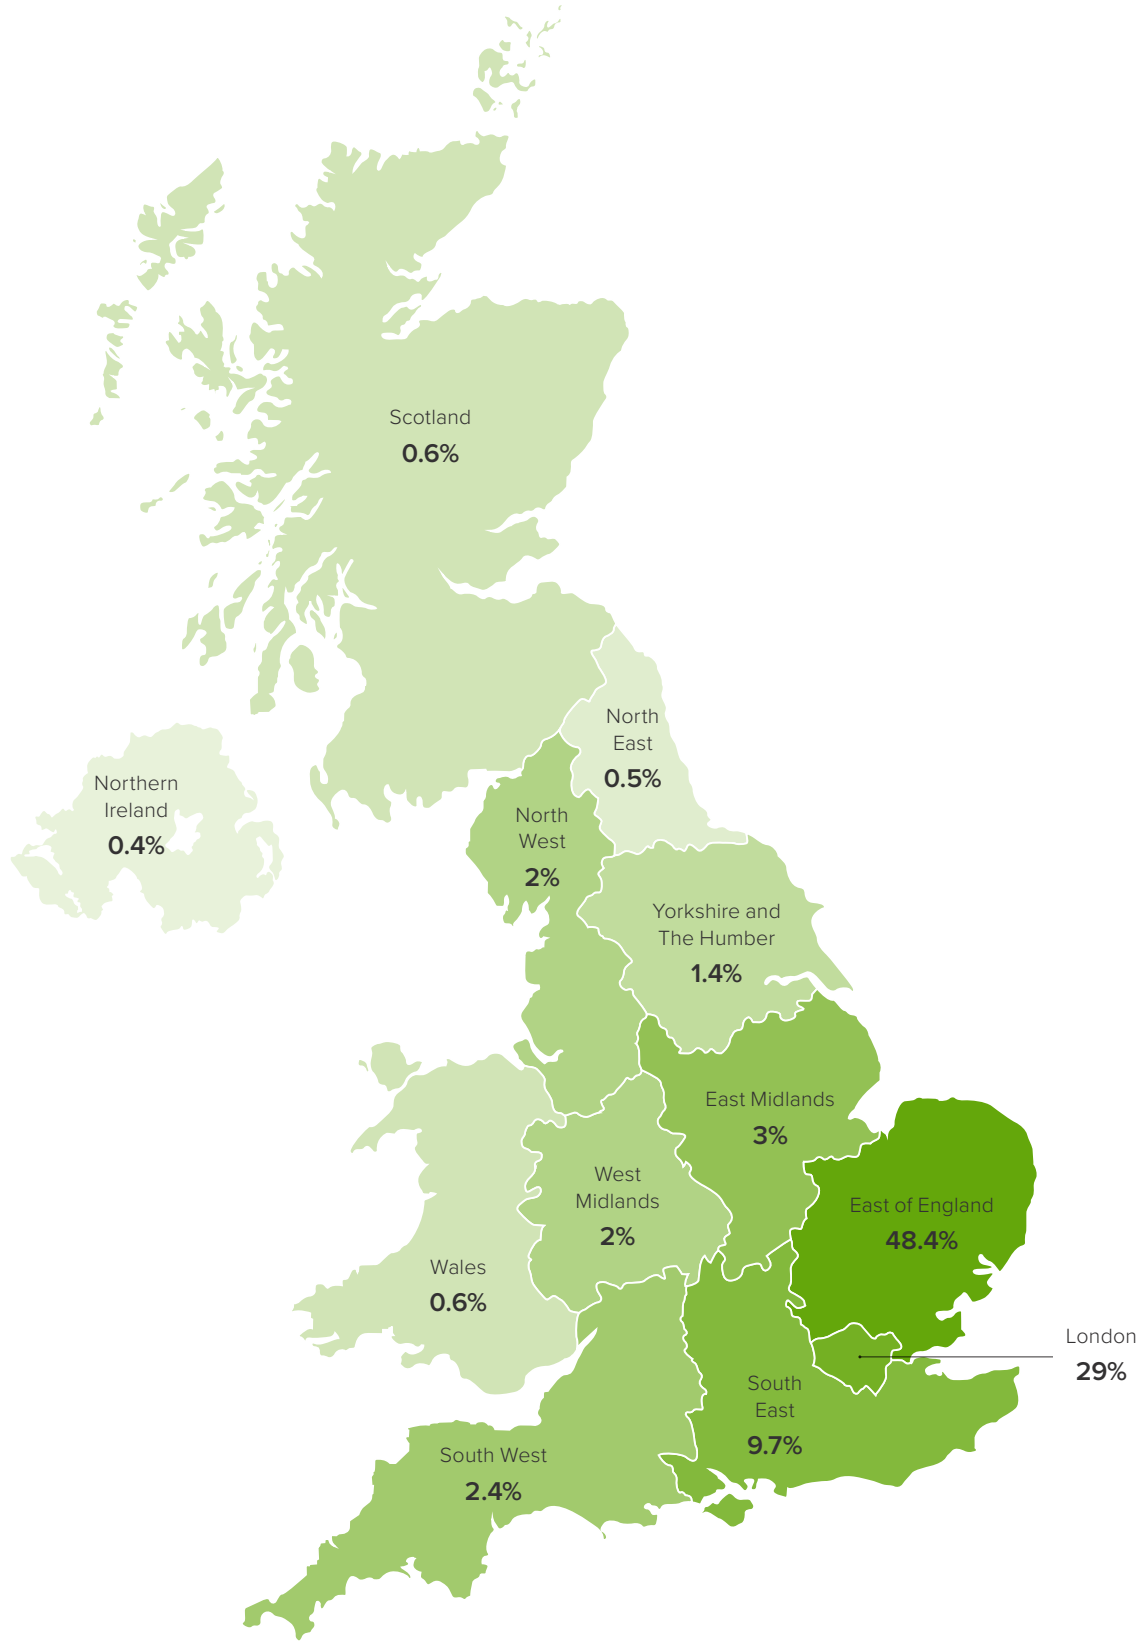 Scotland
0.6%
North
East
0.5%
Northern
Ireland
0.4%
North
West
2%
Yorkshire and
The Humber
1.4%
East Midlands
3%
West
Midlands
2%
East of England
48.4%
Wales
0.6%
London
29%
South
East
9.7%
South West
2.4%